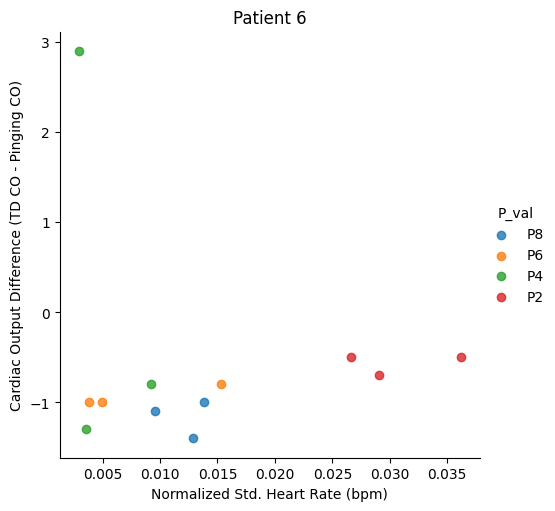 Patient 6
Cardiac Output Difference (TD CO - Pinging CO)
3
2
1
0
−1
0.005 0.010 0.015 0.020 0.025 0.030 0.035
Normalized Std. Heart Rate (bpm)
P_val
P8
P6
P4
P2